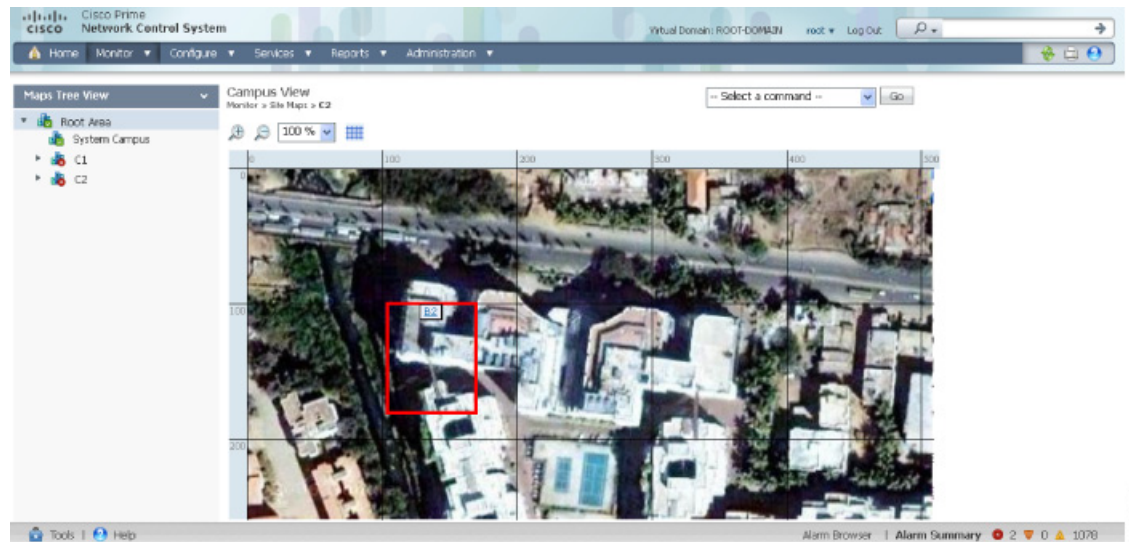 Cisco Prime
CISCO Network Control System
Virtual Domain: ROOT-DOMAIN root ▼ Log Out
Home Monitor ▼ Configure ▼ Services ▼ Reports ▼ Administration ▼
Maps Tree View
Root Area
System Campus
C1
C2
Campus View
Monitor > Site Maps > C2
-- Select a command -- Go
100 %
0 100 200 300 400 500
0
100
200
B2
Tools | Help
Alarm Browser | Alarm Summary 2 0 1078